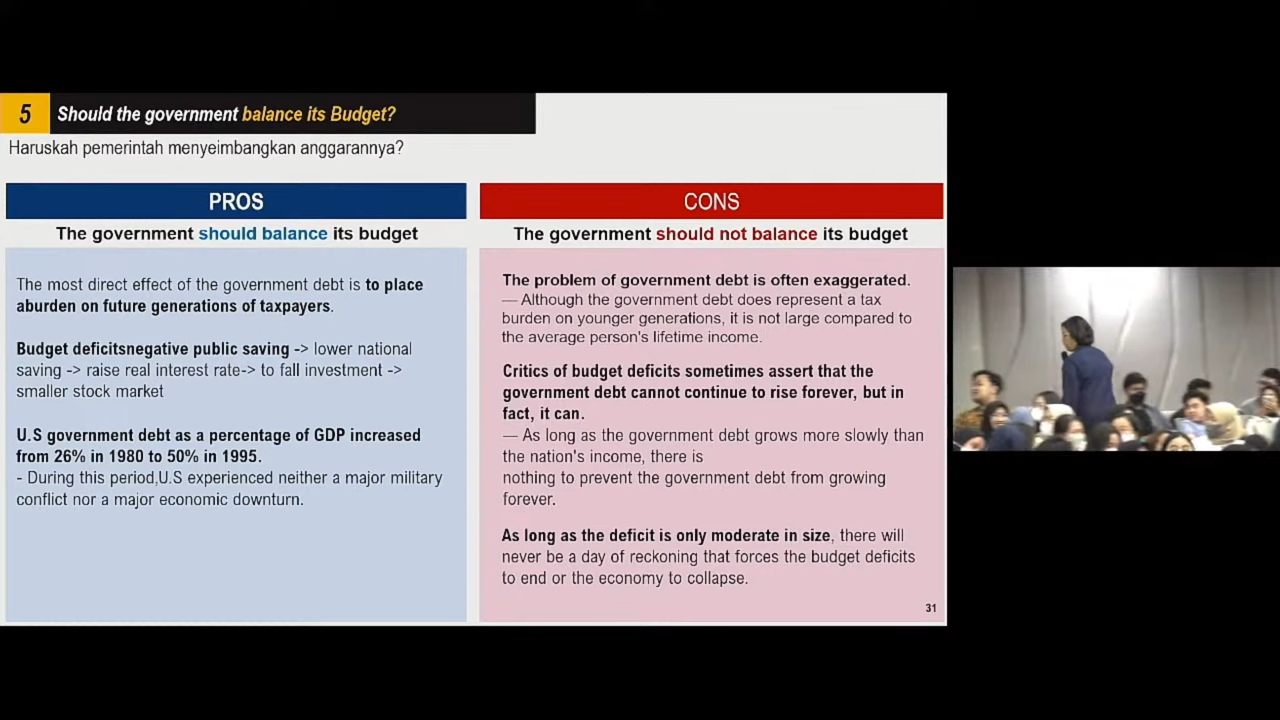 5
Should the government balance its Budget?
Haruskah pemerintah menyeimbangkan anggarannya?
PROS
The government should balance its budget
The most direct effect of the government debt is to place
aburden on future generations of taxpayers.
Budget deficitsnegative public saving -> lower national
saving -> raise real interest rate-> to fall investment ->
smaller stock market
U.S government debt as a percentage of GDP increased
from 26% in 1980 to 50% in 1995.
- During this period,U.S experienced neither a major military
conflict nor a major economic downturn.
CONS
The government should not balance its budget
The problem of government debt is often exaggerated.
— Although the government debt does represent a tax
burden on younger generations, it is not large compared to
the average person's lifetime income.
Critics of budget deficits sometimes assert that the
government debt cannot continue to rise forever, but in
fact, it can.
— As long as the government debt grows more slowly than
the nation's income, there is
nothing to prevent the government debt from growing
forever.
As long as the deficit is only moderate in size, there will
never be a day of reckoning that forces the budget deficits
to end or the economy to collapse.
31